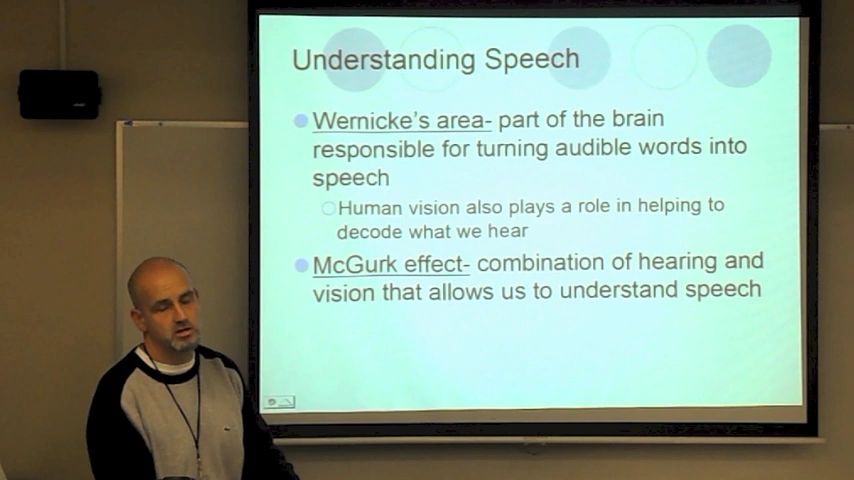 Understanding Speech
Wernicke's area- part of the brain
responsible for turning audible words into
speech
Human vision also plays a role in helping to
decode what we hear
McGurk effect- combination of hearing and
vision that allows us to understand speech